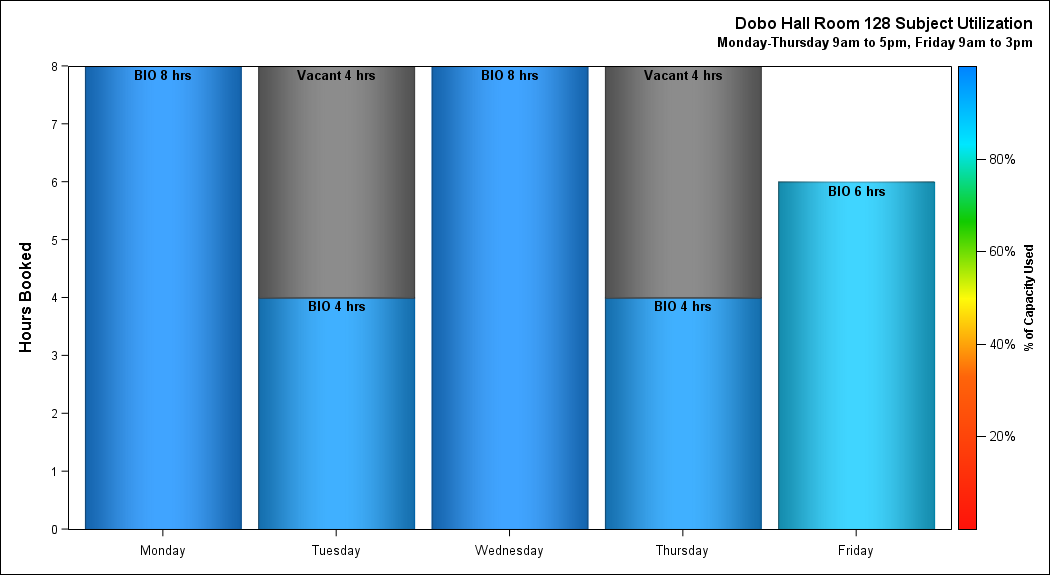 Dobo Hall Room 128 Subject Utilization
Monday-Thursday 9am to 5pm, Friday 9am to 3pm
Hours Booked
8
7
6
5
4
3
2
1
0
BIO 8 hrs
Vacant 4 hrs
BIO 4 hrs
BIO 8 hrs
Vacant 4 hrs
BIO 4 hrs
BIO 6 hrs
Monday
Tuesday
Wednesday
Thursday
Friday
80%
60%
40%
20%
% of Capacity Used